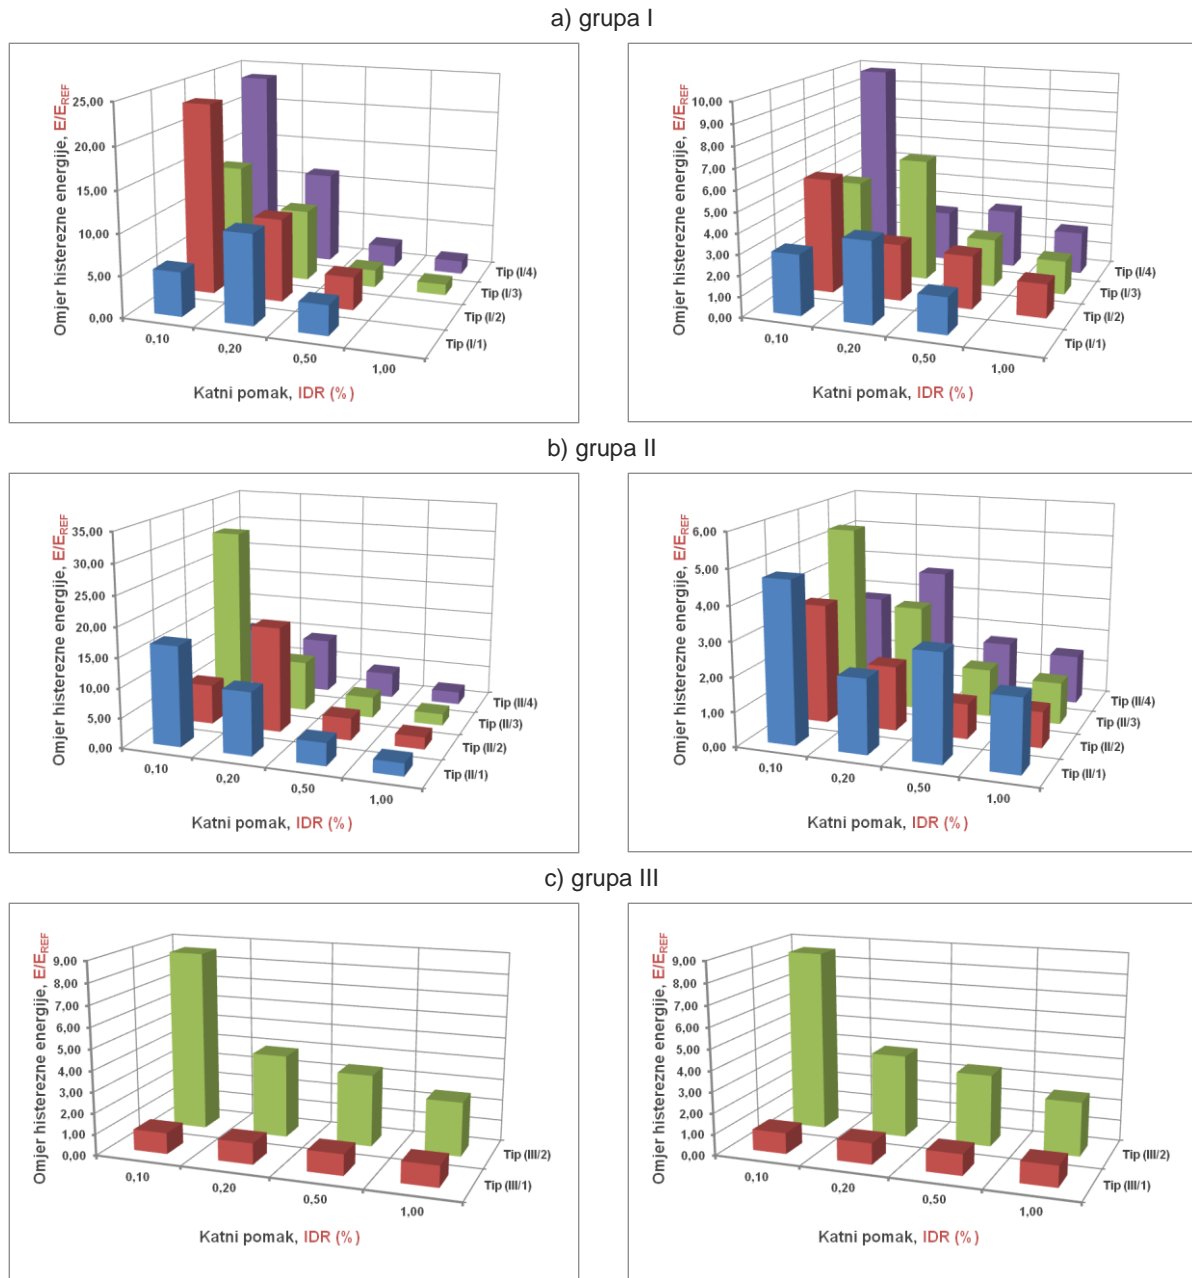 a) grupa I
Omjer histerezne energije, E/EREF
25,00
20,00
15,00
10,00
5,00
0,00
0,10
0,20
0,50
1,00
Tip (I/4)
Tip (I/3)
Tip (I/2)
Tip (I/1)
Katni pomak, IDR (%)
Omjer histerezne energije, E/EREF
10,00
9,00
8,00
7,00
6,00
5,00
4,00
3,00
2,00
1,00
0,00
0,10
0,20
0,50
1,00
Tip (I/4)
Tip (I/3)
Tip (I/2)
Tip (I/1)
Katni pomak, IDR (%)
b) grupa II
Omjer histerezne energije, E/EREF
35,00
30,00
25,00
20,00
15,00
10,00
5,00
0,00
0,10
0,20
0,50
1,00
Tip (II/4)
Tip (II/3)
Tip (II/2)
Tip (II/1)
Katni pomak, IDR (%)
Omjer histerezne energije, E/EREF
6,00
5,00
4,00
3,00
2,00
1,00
0,00
0,10
0,20
0,50
1,00
Tip (II/4)
Tip (II/3)
Tip (II/2)
Tip (II/1)
Katni pomak, IDR (%)
c) grupa III
Omjer histerezne energije, E/EREF
9,00
8,00
7,00
6,00
5,00
4,00
3,00
2,00
1,00
0,00
0,10
0,20
0,50
1,00
Tip (III/2)
Tip (III/1)
Katni pomak, IDR (%)
Omjer histerezne energije, E/EREF
9,00
8,00
7,00
6,00
5,00
4,00
3,00
2,00
1,00
0,00
0,10
0,20
0,50
1,00
Tip (III/2)
Tip (III/1)
Katni pomak, IDR (%)